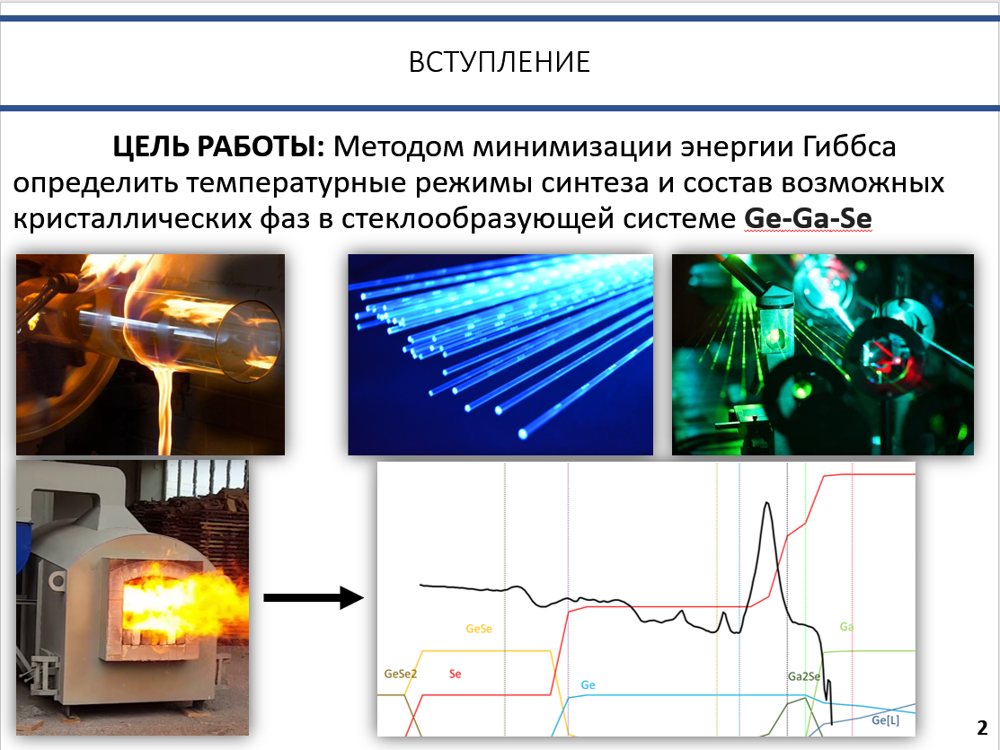 ВСТУПЛЕНИЕ
ЦЕЛЬ РАБОТЫ: Методом минимизации энергии Гиббса
определить температурные режимы синтеза и состав возможных
кристаллических фаз в стеклообразующей системе Ge-Ga-Se
GeSe
Ga
GeSe2
Se
Ga2Se
Ge
Ge[L]
2